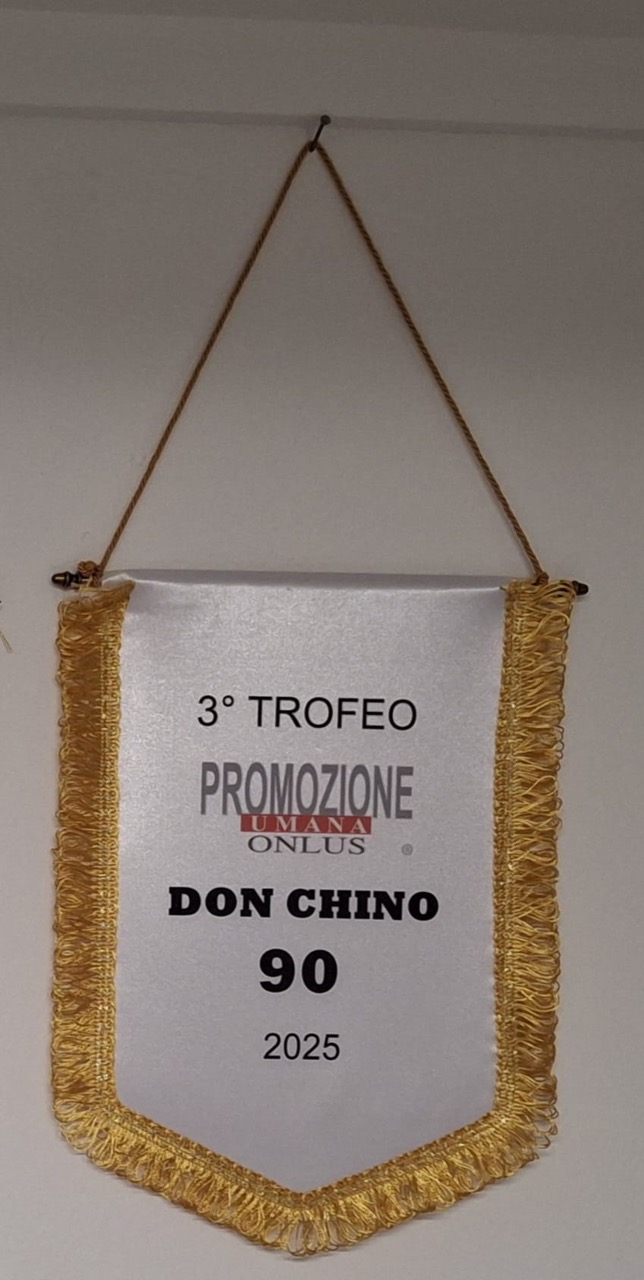 3° TROFEO
PROMOZIONE
UMANA
ONLUS ®
DON CHINO
90
2025